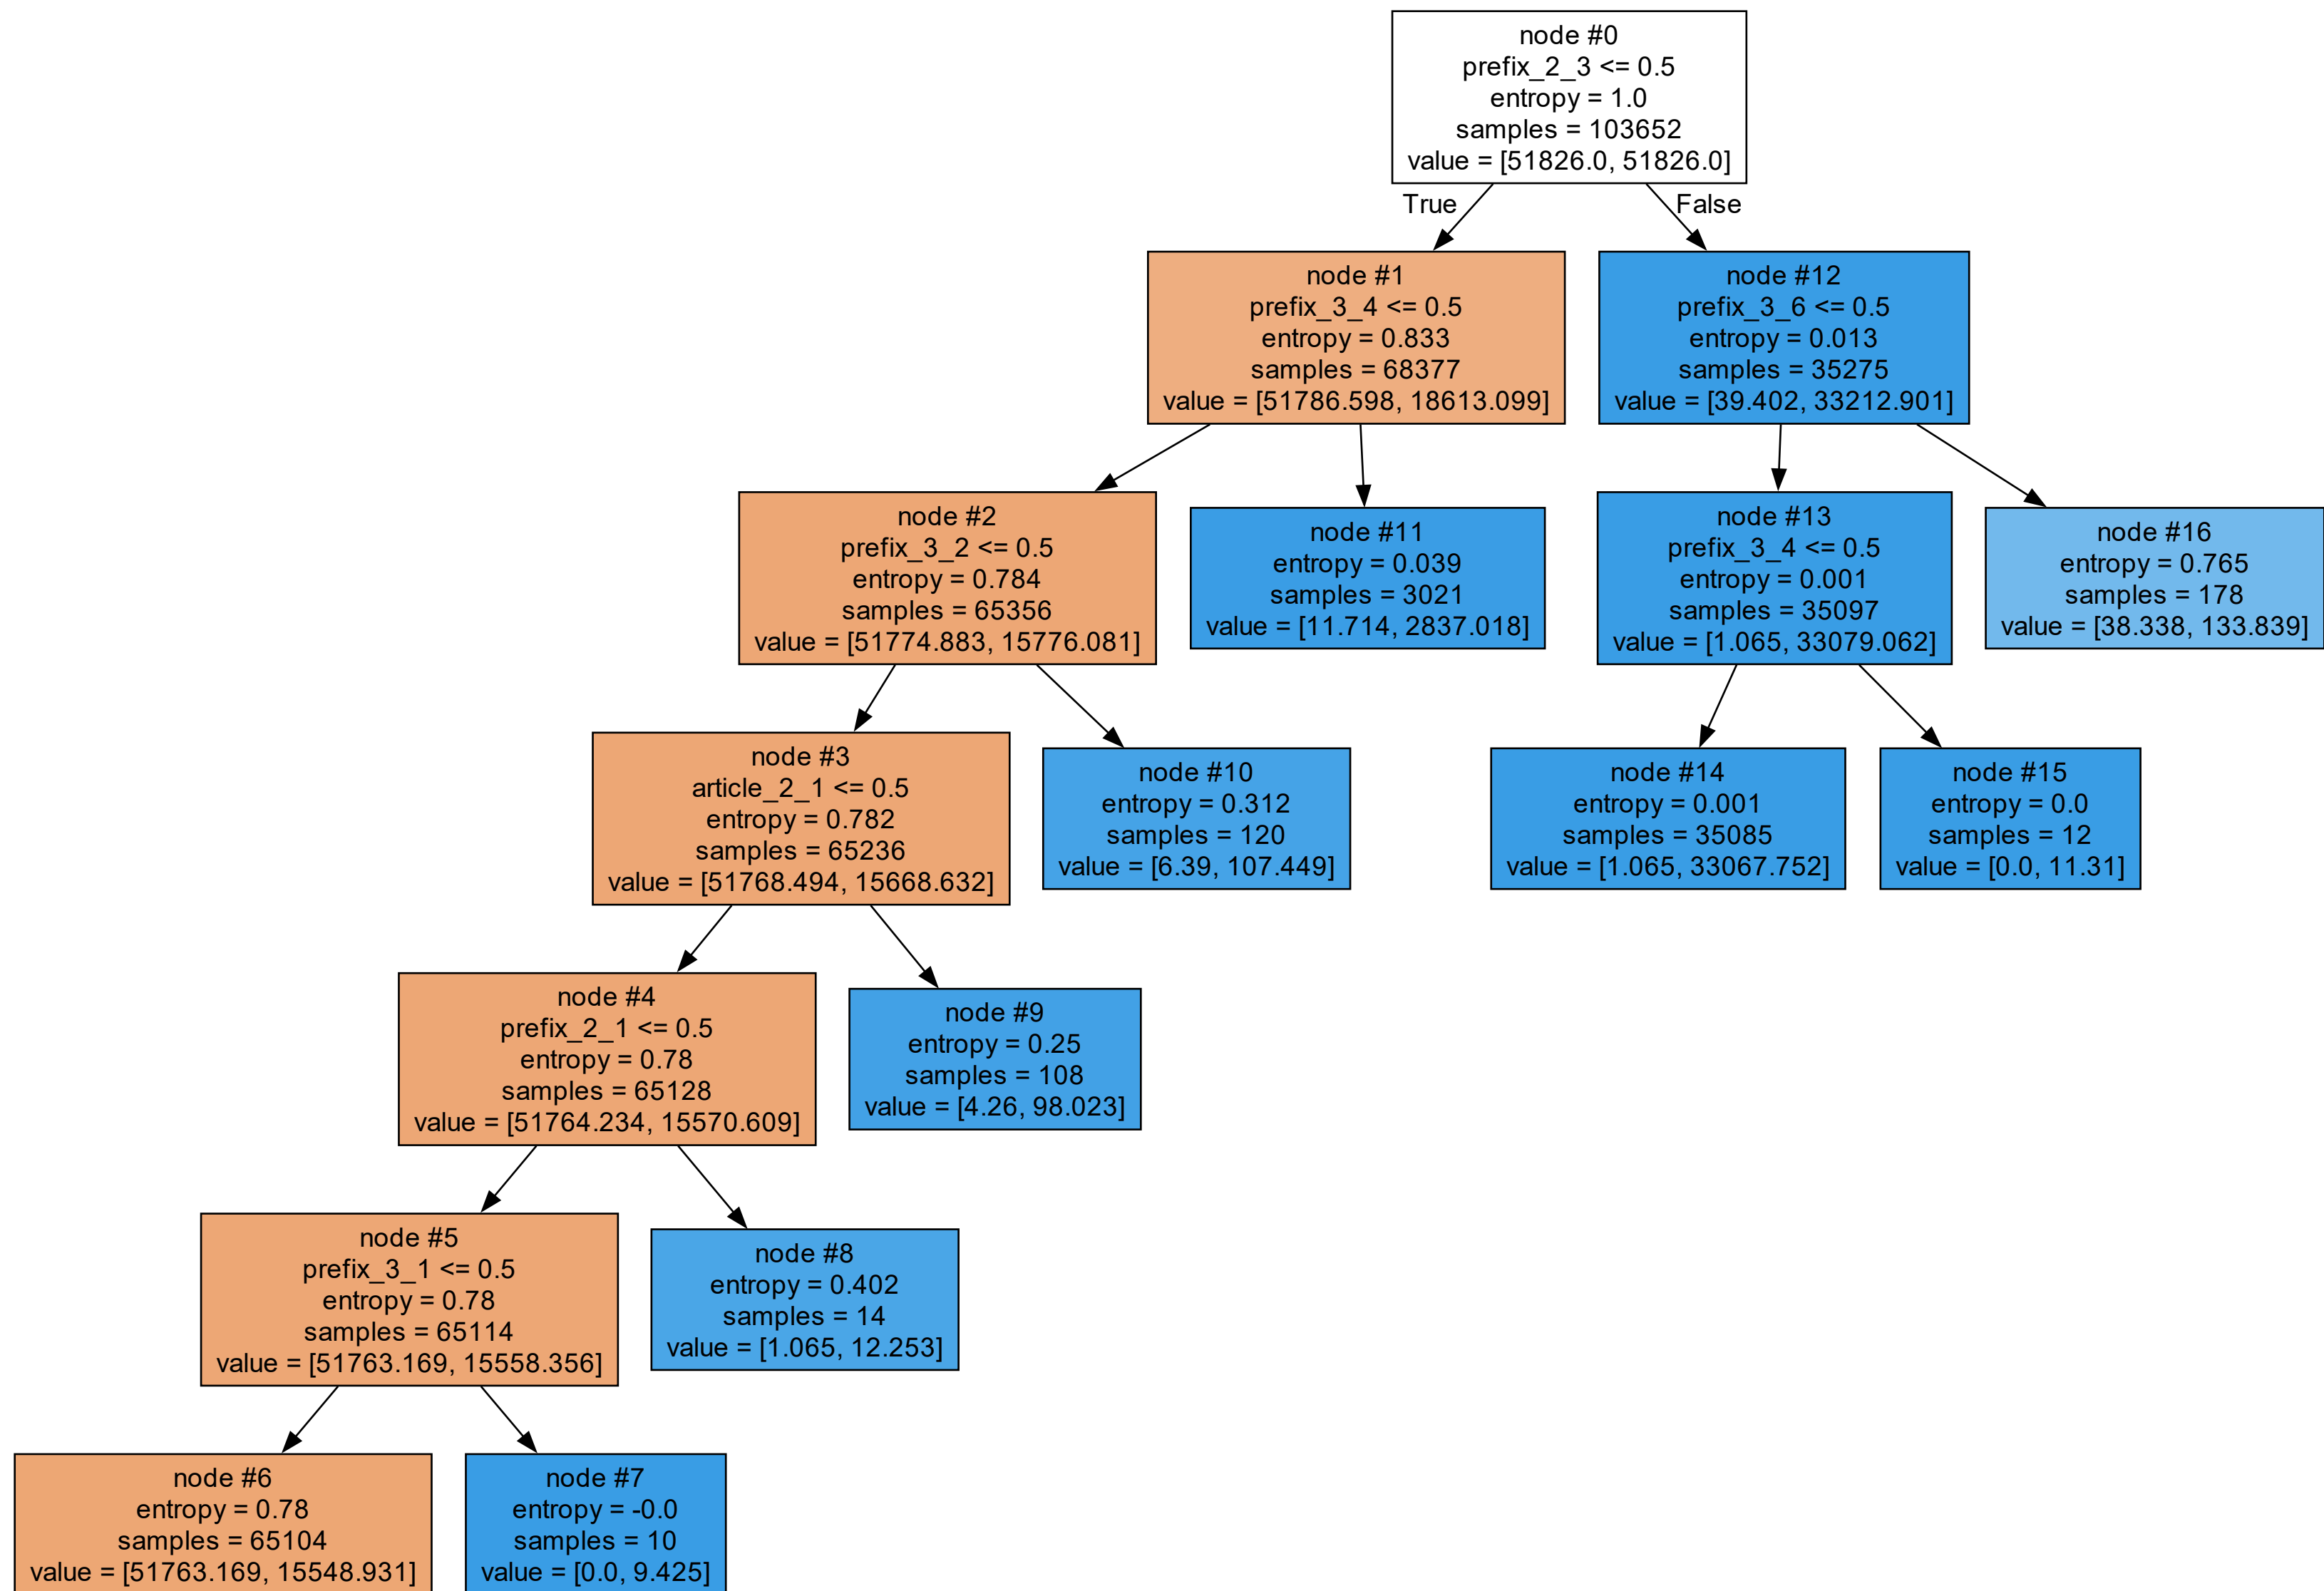 node #0
prefix_2_3 <= 0.5
entropy = 1.0
samples = 103652
value = [51826.0, 51826.0]
True
False
node #1
prefix_3_4 <= 0.5
entropy = 0.833
samples = 68377
value = [51786.598, 18613.099]
node #12
prefix_3_6 <= 0.5
entropy = 0.013
samples = 35275
value = [39.402, 33212.901]
node #2
prefix_3_2 <= 0.5
entropy = 0.784
samples = 65356
value = [51774.883, 15776.081]
node #11
entropy = 0.039
samples = 3021
value = [11.714, 2837.018]
node #13
prefix_3_4 <= 0.5
entropy = 0.001
samples = 35097
value = [1.065, 33079.062]
node #16
entropy = 0.765
samples = 178
value = [38.338, 133.839]
node #3
article_2_1 <= 0.5
entropy = 0.782
samples = 65236
value = [51768.494, 15668.632]
node #10
entropy = 0.312
samples = 120
value = [6.39, 107.449]
node #14
entropy = 0.001
samples = 35085
value = [1.065, 33067.752]
node #15
entropy = 0.0
samples = 12
value = [0.0, 11.31]
node #4
prefix_2_1 <= 0.5
entropy = 0.78
samples = 65128
value = [51764.234, 15570.609]
node #9
entropy = 0.25
samples = 108
value = [4.26, 98.023]
node #5
prefix_3_1 <= 0.5
entropy = 0.78
samples = 65114
value = [51763.169, 15558.356]
node #8
entropy = 0.402
samples = 14
value = [1.065, 12.253]
node #6
entropy = 0.78
samples = 65104
value = [51763.169, 15548.931]
node #7
entropy = -0.0
samples = 10
value = [0.0, 9.425]